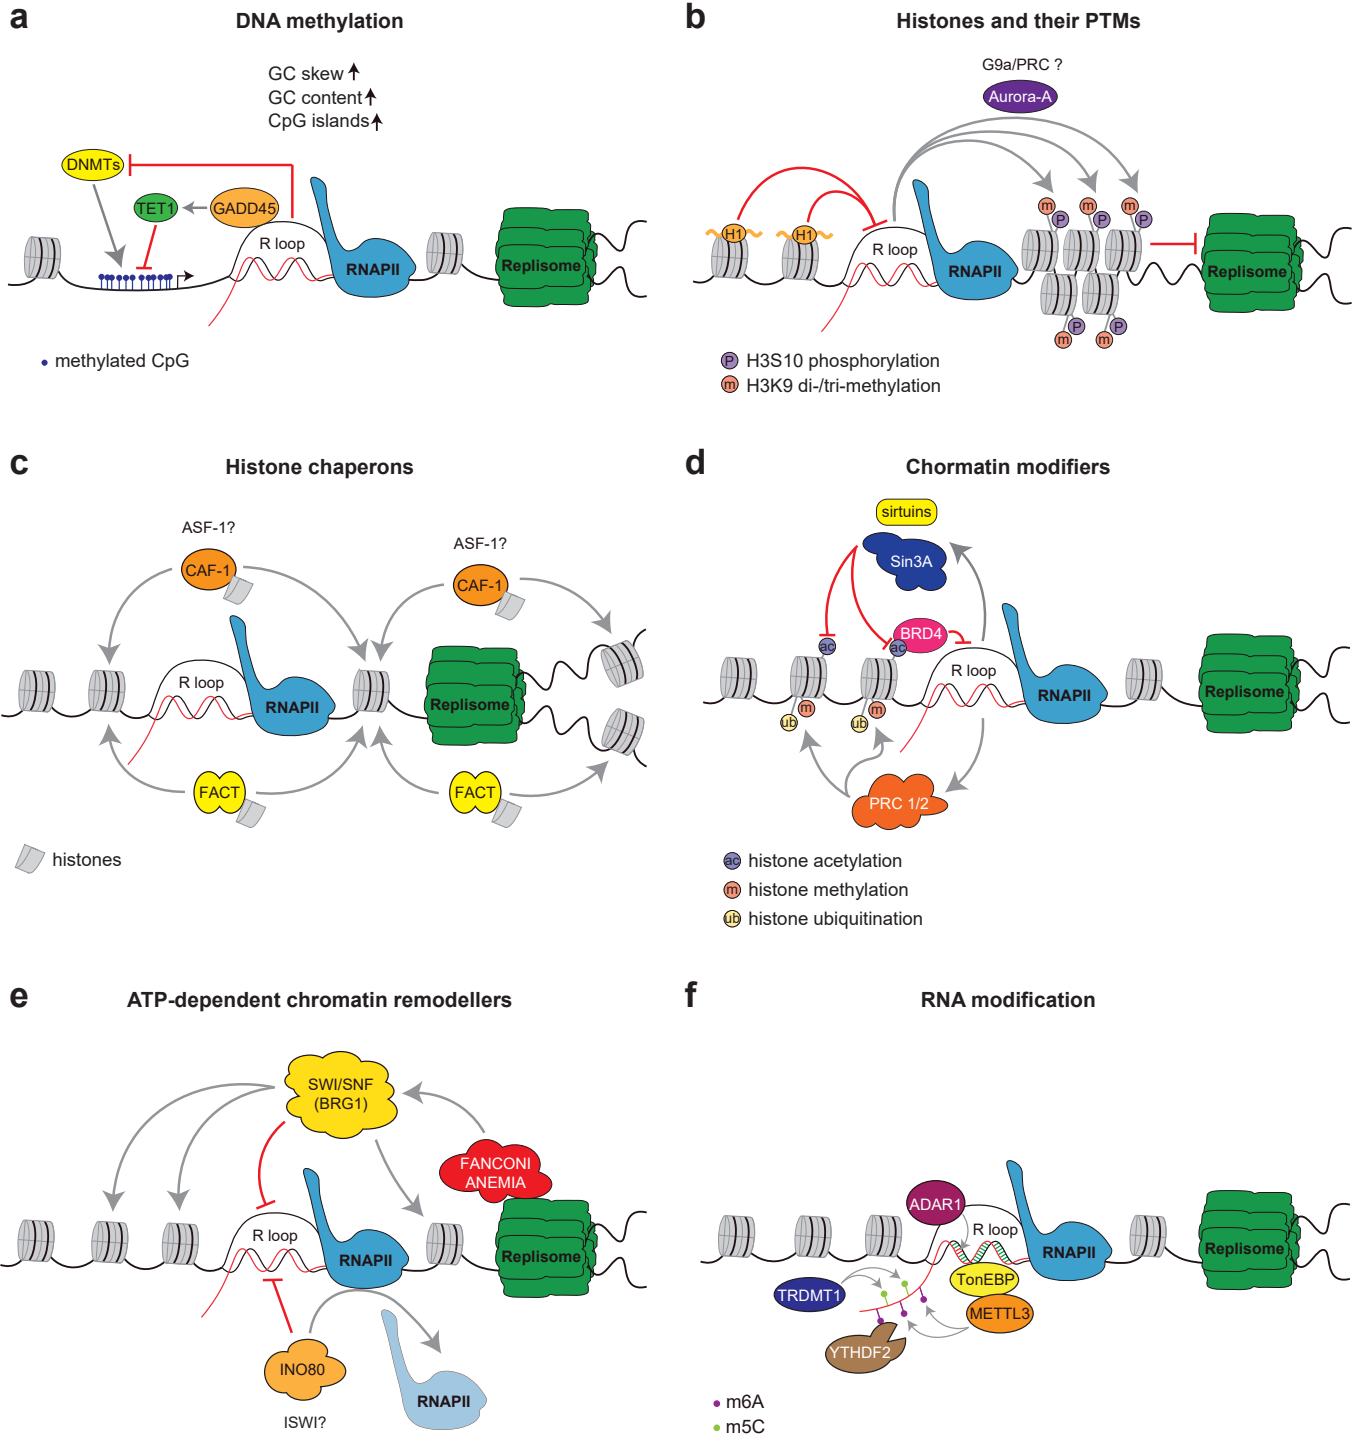 a
DNA methylation
GC skew
GC content
CpG islands
DNMTs
TET1
GADD45
R loop
RNAPII
Replisome
methylated CpG
b
Histones and their PTMs
G9a/PRC ?
Aurora-A
H1
H1
R loop
RNAPII
m
P
m
P
m
P
Replisome
P
m
P
m
P H3S10 phosphorylation
m H3K9 di-/tri-methylation
c
Histone chaperons
ASF-1?
CAF-1
ASF-1?
CAF-1
R loop
RNAPII
Replisome
FACT
FACT
histones
d
Chormatin modifiers
sirtuins
Sin3A
BRD4
ac
ac
R loop
RNAPII
Replisome
m
ub
m
ub
PRC 1/2
ac histone acetylation
m histone methylation
ub histone ubiquitination
e
ATP-dependent chromatin remodellers
SWI/SNF
(BRG1)
FANCONI
ANEMIA
R loop
RNAPII
Replisome
INO80
ISWI?
RNAPII
f
RNA modification
ADAR1
R loop
RNAPII
Replisome
TonEBP
TRDMT1
METTL3
YTHDF2
m6A
m5C